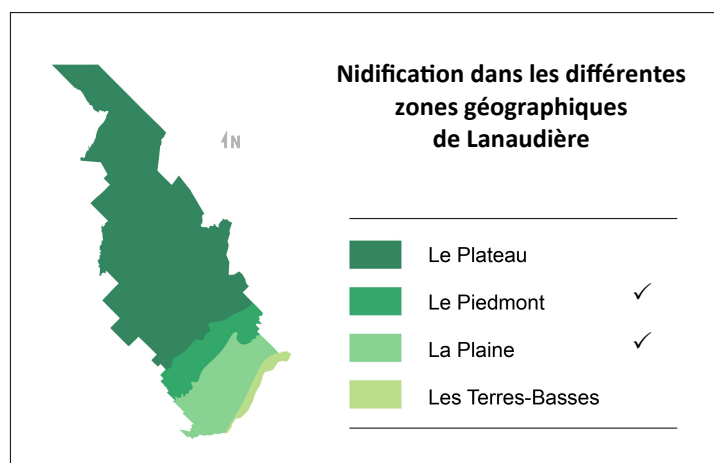 Nidification dans les différentes
zones géographiques
de Lanaudière
N
Le Plateau
Le Piedmont ✓
La Plaine ✓
Les Terres-Basses